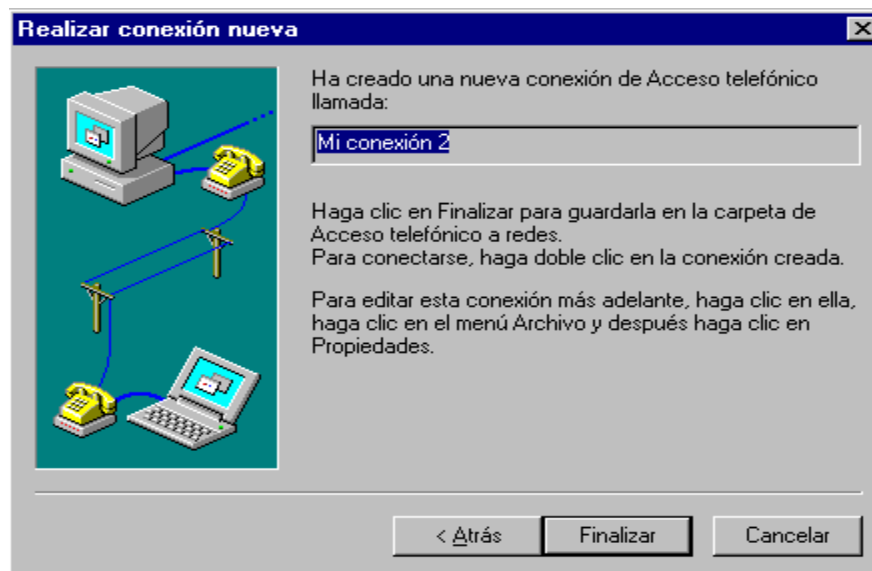 Realizar conexión nueva
Ha creado una nueva conexión de Acceso telefónico
llamada:
Mi conexión 2
Haga clic en Finalizar para guardarla en la carpeta de
Acceso telefónico a redes.
Para conectarse, haga doble clic en la conexión creada.
Para editar esta conexión más adelante, haga clic en ella,
haga clic en el menú Archivo y después haga clic en
Propiedades.
< Atrás
Finalizar
Cancelar